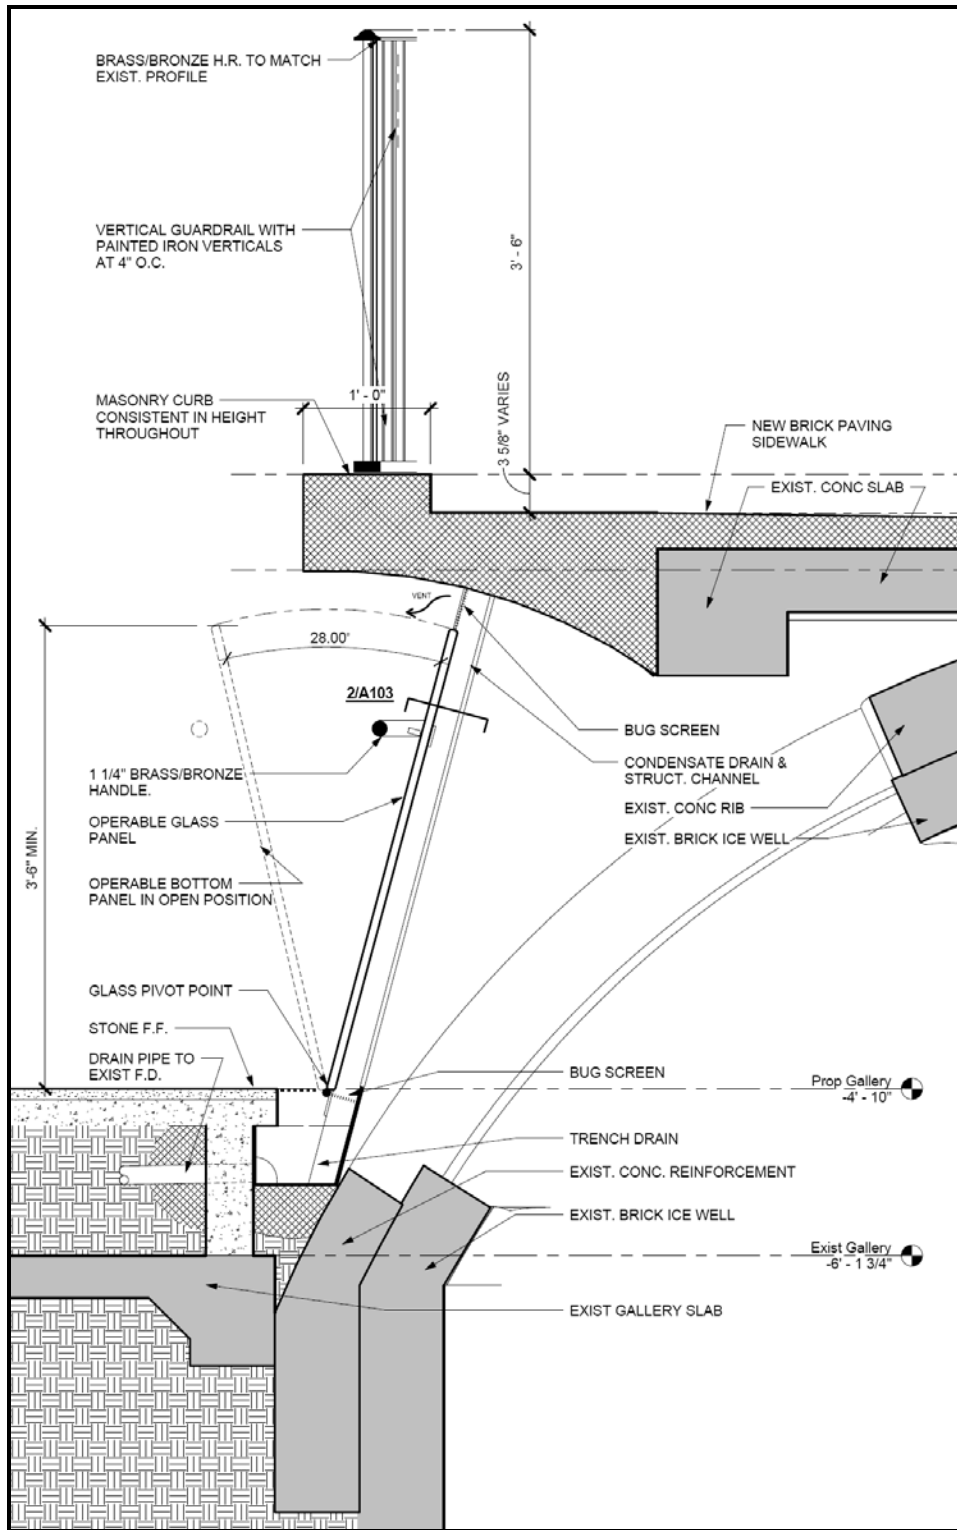 BRASS/BRONZE H.R. TO MATCH
EXIST. PROFILE
3' - 6"
VERTICAL GUARDRAIL WITH
PAINTED IRON VERTICALS
AT 4" O.C.
1' - 0"
MASONRY CURB
CONSISTENT IN HEIGHT
THROUGHOUT
3 5/8" VARIES
NEW BRICK PAVING
SIDEWALK
EXIST. CONC SLAB
VENT
28.00°
2/A103
BUG SCREEN
CONDENSATE DRAIN &
STRUCT. CHANNEL
1 1/4" BRASS/BRONZE
HANDLE.
EXIST. CONC RIB
OPERABLE GLASS
PANEL
EXIST. BRICK ICE WELL
3'-6" MIN.
OPERABLE BOTTOM
PANEL IN OPEN POSITION
GLASS PIVOT POINT
STONE F.F.
DRAIN PIPE TO
EXIST F.D.
BUG SCREEN
Prop Gallery
-4' - 10"
TRENCH DRAIN
EXIST. CONC. REINFORCEMENT
EXIST. BRICK ICE WELL
Exist Gallery
-6' - 1 3/4"
EXIST GALLERY SLAB